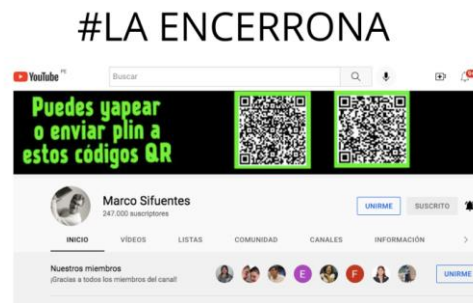 #LA ENCERRONA
YouTube PE
Buscar
Puedes yapear
o enviar plin a
estos códigos QR
Marco Sifuentes
247.000 suscriptores
UNIRME
SUSCRITO
INICIO VÍDEOS LISTAS COMUNIDAD CANALES INFORMACIÓN
Nuestros miembros
¡Gracias a todos los miembros del canal!
E
F
UNIRME